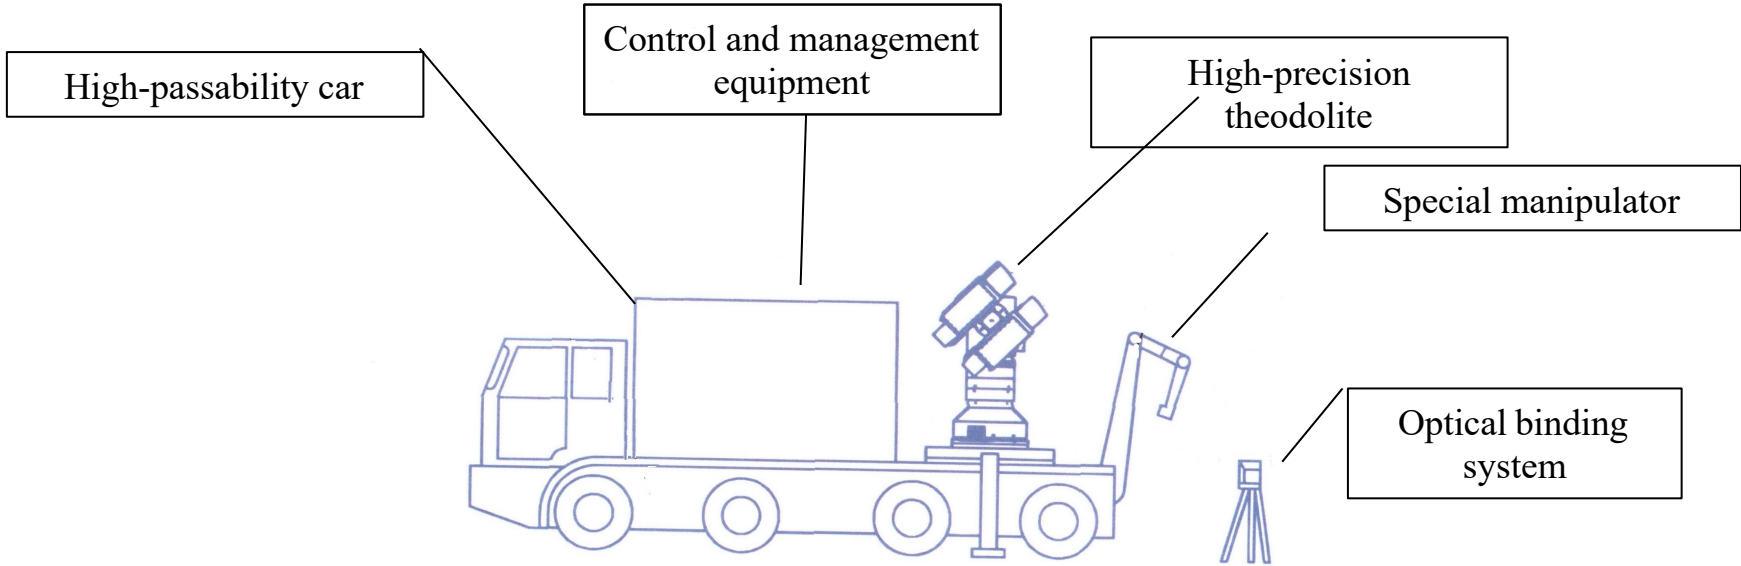 High-passability car
Control and management
equipment
High-precision
theodolite
Special manipulator
Optical binding
system